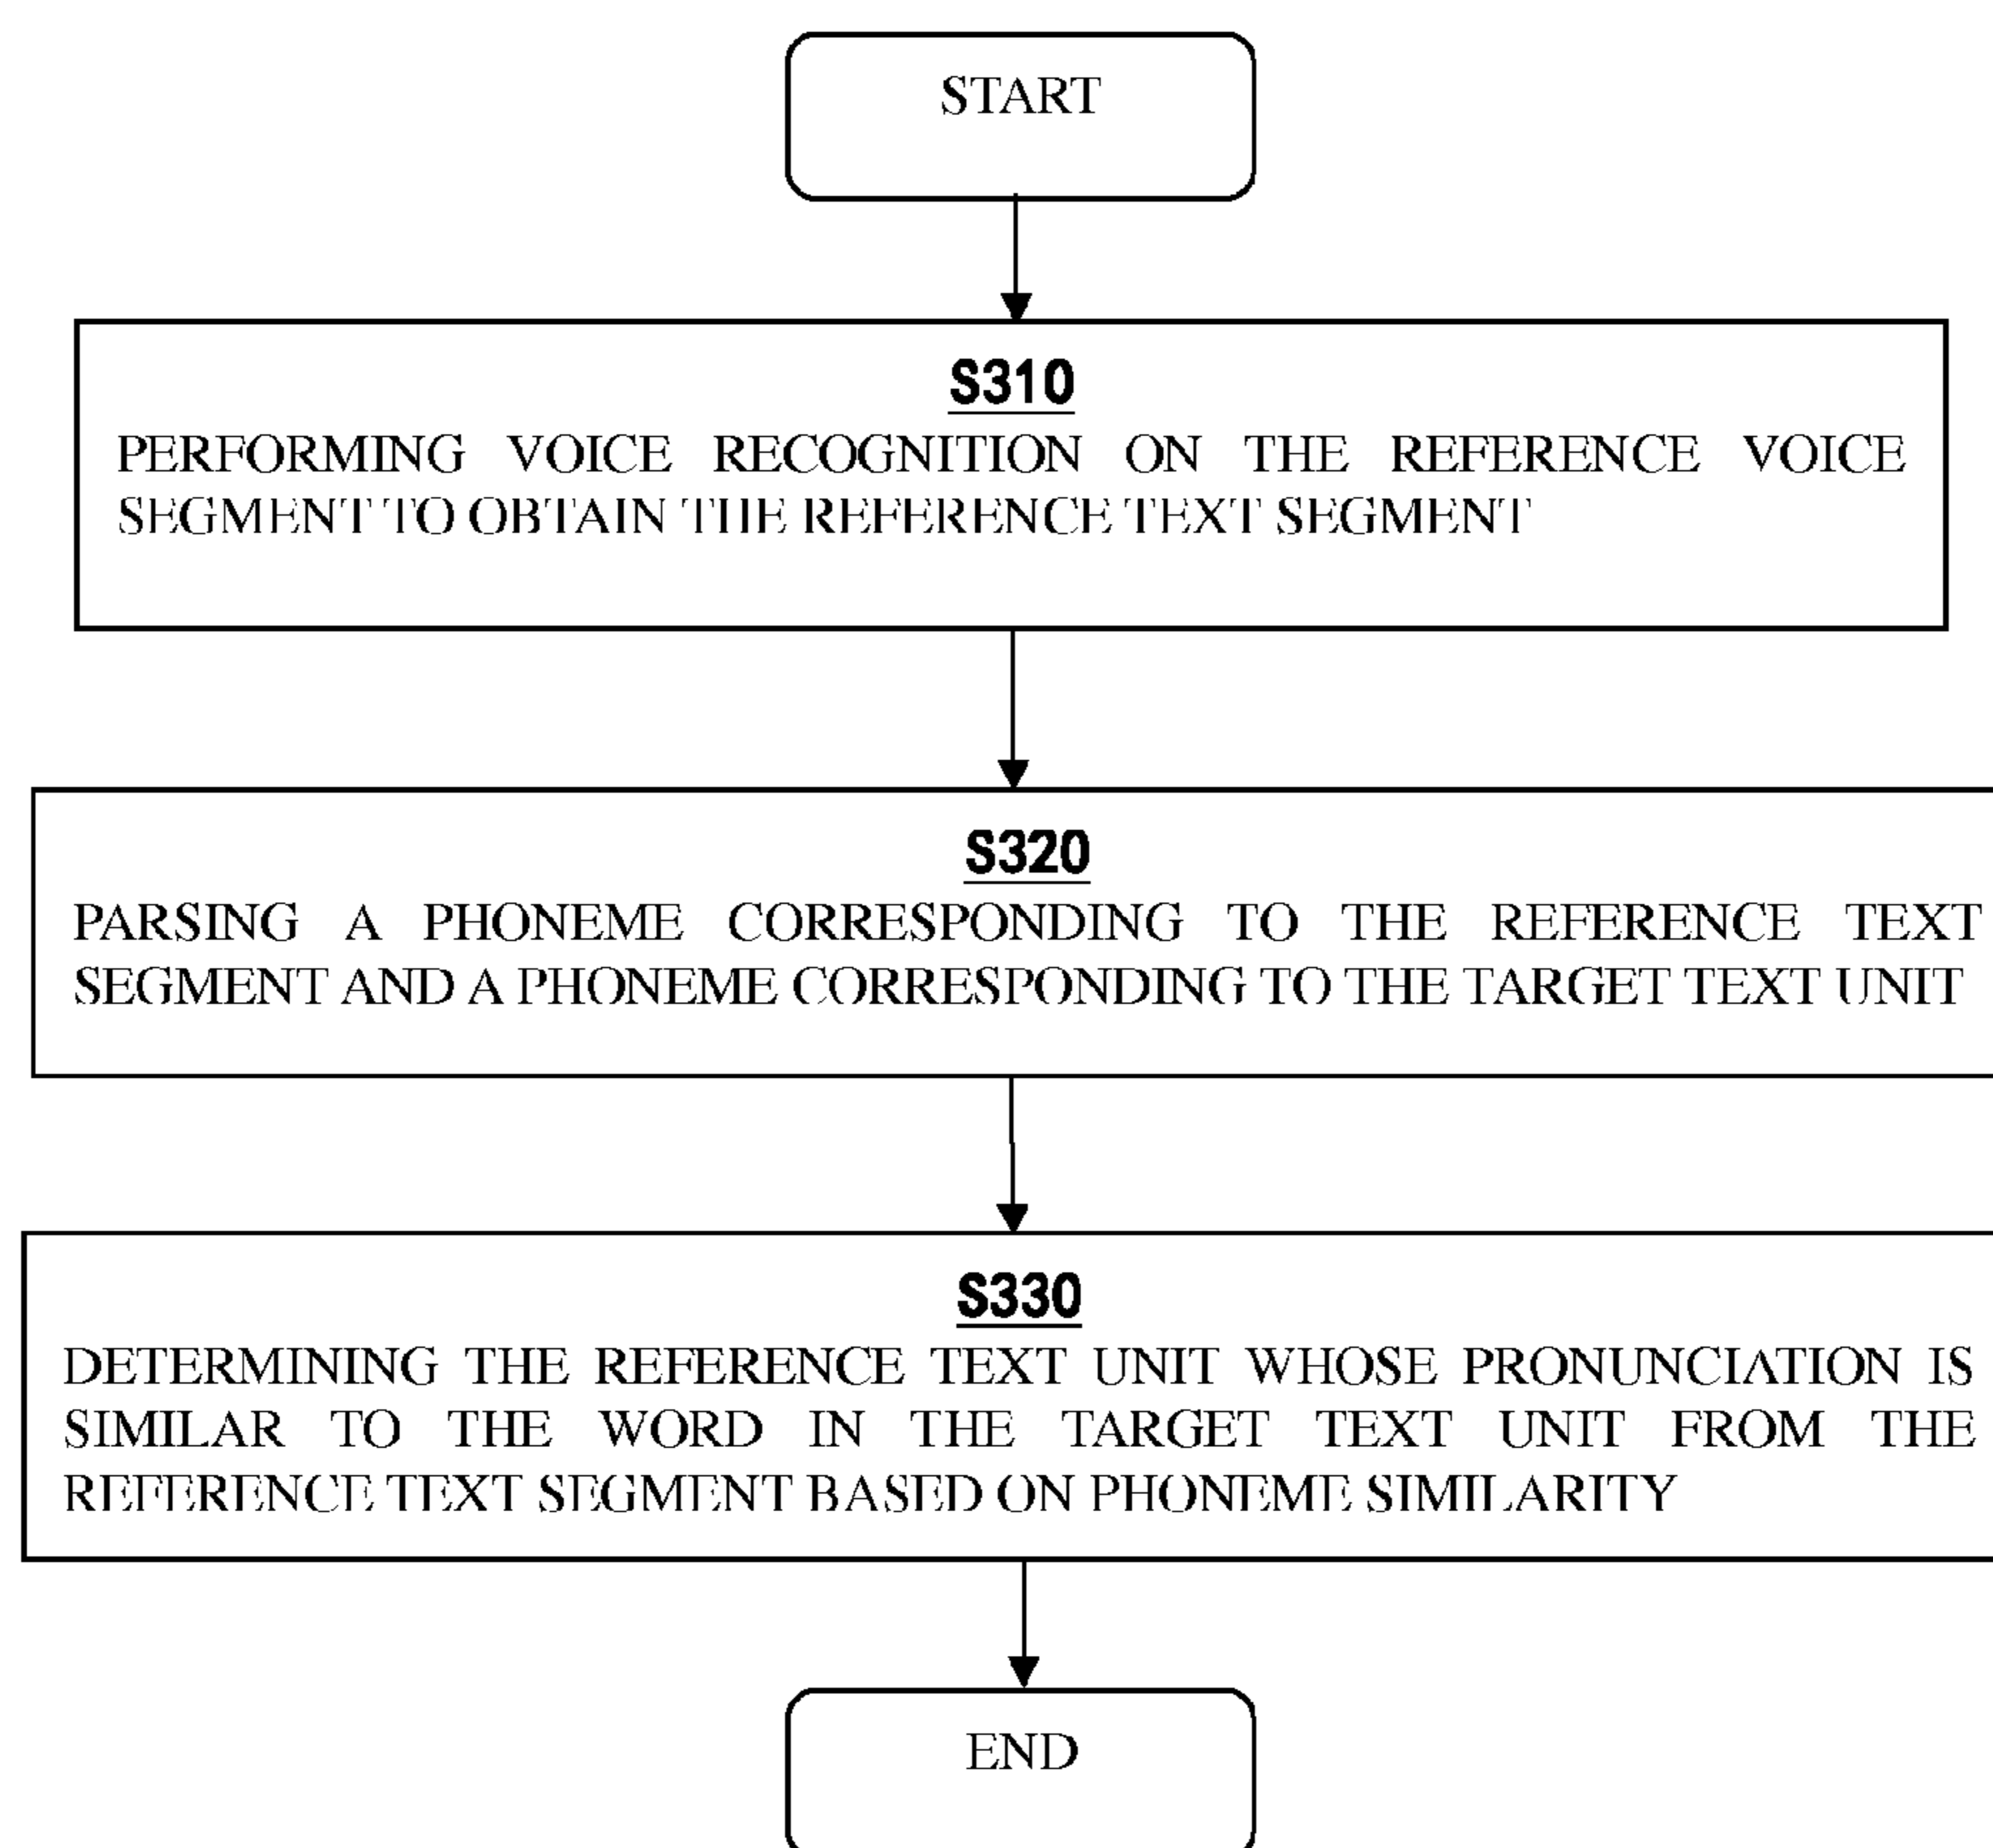 START
S310
PERFORMING VOICE RECOGNITION ON THE REFERENCE VOICE
SEGMENT TO OBTAIN THE REFERENCE TEXT SEGMENT
S320
PARSING A PHONEME CORRESPONDING TO THE REFERENCE TEXT
SEGMENT AND A PHONEME CORRESPONDING TO THE TARGET TEXT UNIT
S330
DETERMINING THE REFERENCE TEXT UNIT WHOSE PRONUNCIATION IS
SIMILAR TO THE WORD IN THE TARGET TEXT UNIT FROM THE
REFERENCE TEXT SEGMENT BASED ON PHONEME SIMILARITY
END